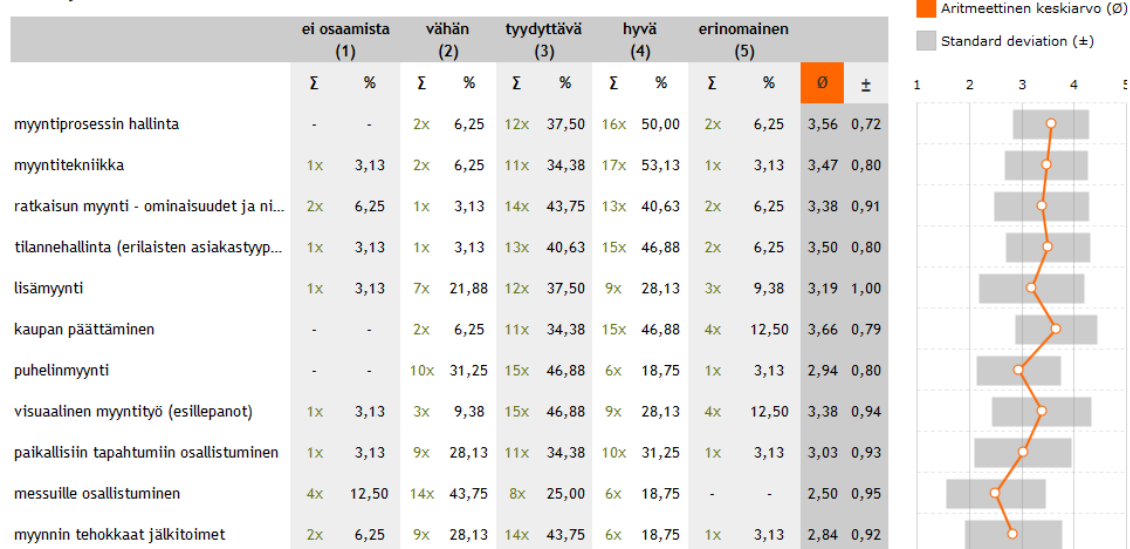 Aritmeettinen keskiarvo (Ø)
Standard deviation (±)
ei osaamista vähän tyydyttävä hyvä erinomainen
(1) (2) (3) (4) (5)
Σ % Σ % Σ % Σ % Σ % Ø ± 1 2 3 4 5
myyntiprosessin hallinta - - 2x 6,25 12x 37,50 16x 50,00 2x 6,25 3,56 0,72
myyntitekniikka 1x 3,13 2x 6,25 11x 34,38 17x 53,13 1x 3,13 3,47 0,80
ratkaisun myynti - ominaisuudet ja ni... 2x 6,25 1x 3,13 14x 43,75 13x 40,63 2x 6,25 3,38 0,91
tilannehallinta (erilaisten asiakastyyp... 1x 3,13 1x 3,13 13x 40,63 15x 46,88 2x 6,25 3,50 0,80
lisämyynti 1x 3,13 7x 21,88 12x 37,50 9x 28,13 3x 9,38 3,19 1,00
kaupan päättäminen - - 2x 6,25 11x 34,38 15x 46,88 4x 12,50 3,66 0,79
puhelinmyynti - - 10x 31,25 15x 46,88 6x 18,75 1x 3,13 2,94 0,80
visuaalinen myyntityö (esillepanot) 1x 3,13 3x 9,38 15x 46,88 9x 28,13 4x 12,50 3,38 0,94
paikallisiin tapahtumiin osallistuminen 1x 3,13 9x 28,13 11x 34,38 10x 31,25 1x 3,13 3,03 0,93
messuille osallistuminen 4x 12,50 14x 43,75 8x 25,00 6x 18,75 - - 2,50 0,95
myynnin tehokkaat jälkitoimet 2x 6,25 9x 28,13 14x 43,75 6x 18,75 1x 3,13 2,84 0,92